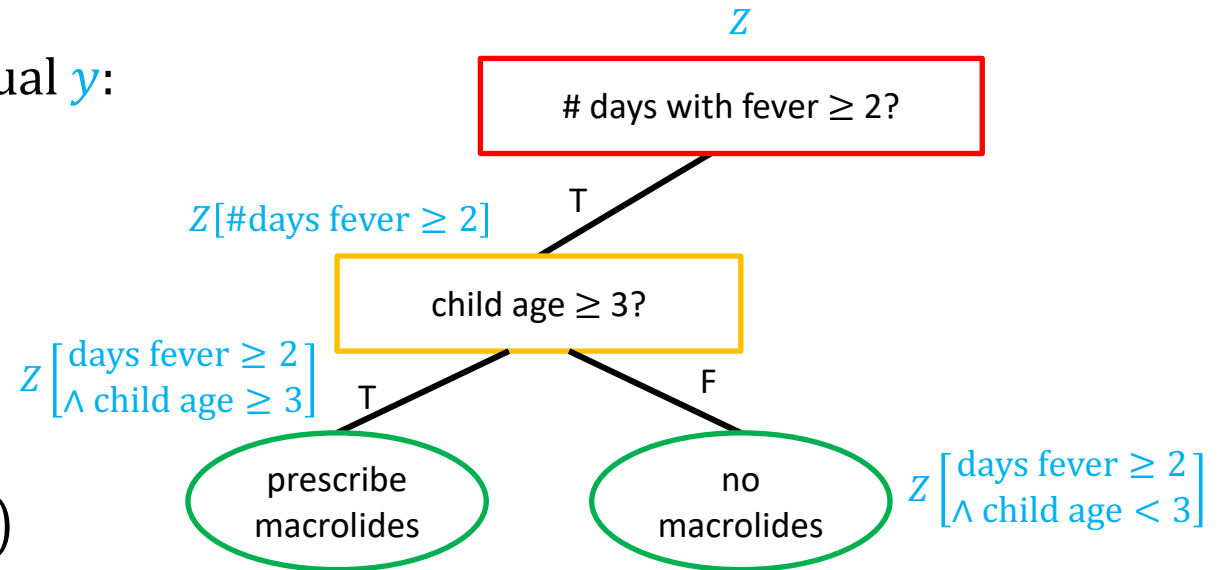 Z
ual y:
# days with fever ≥ 2?
T
Z[#days fever ≥ 2]
child age ≥ 3?
Z [days fever ≥ 2
∧ child age ≥ 3]
T
F
prescribe
macrolides
no
macrolides
Z [days fever ≥ 2
∧ child age < 3]
)